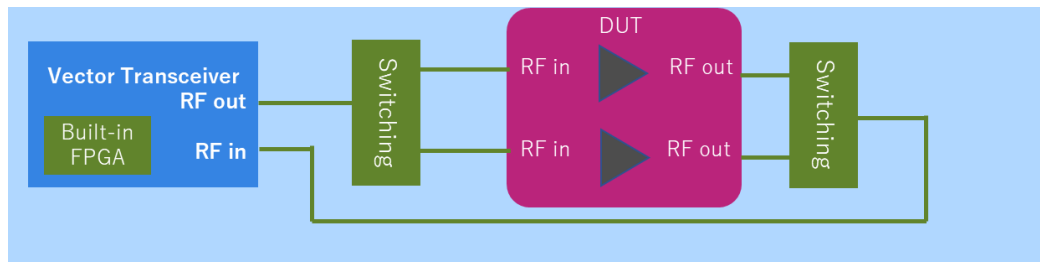 Vector Transceiver
RF out
Built-in
FPGA
RF in
Switching
DUT
RF in
RF out
RF in
RF out
Switching